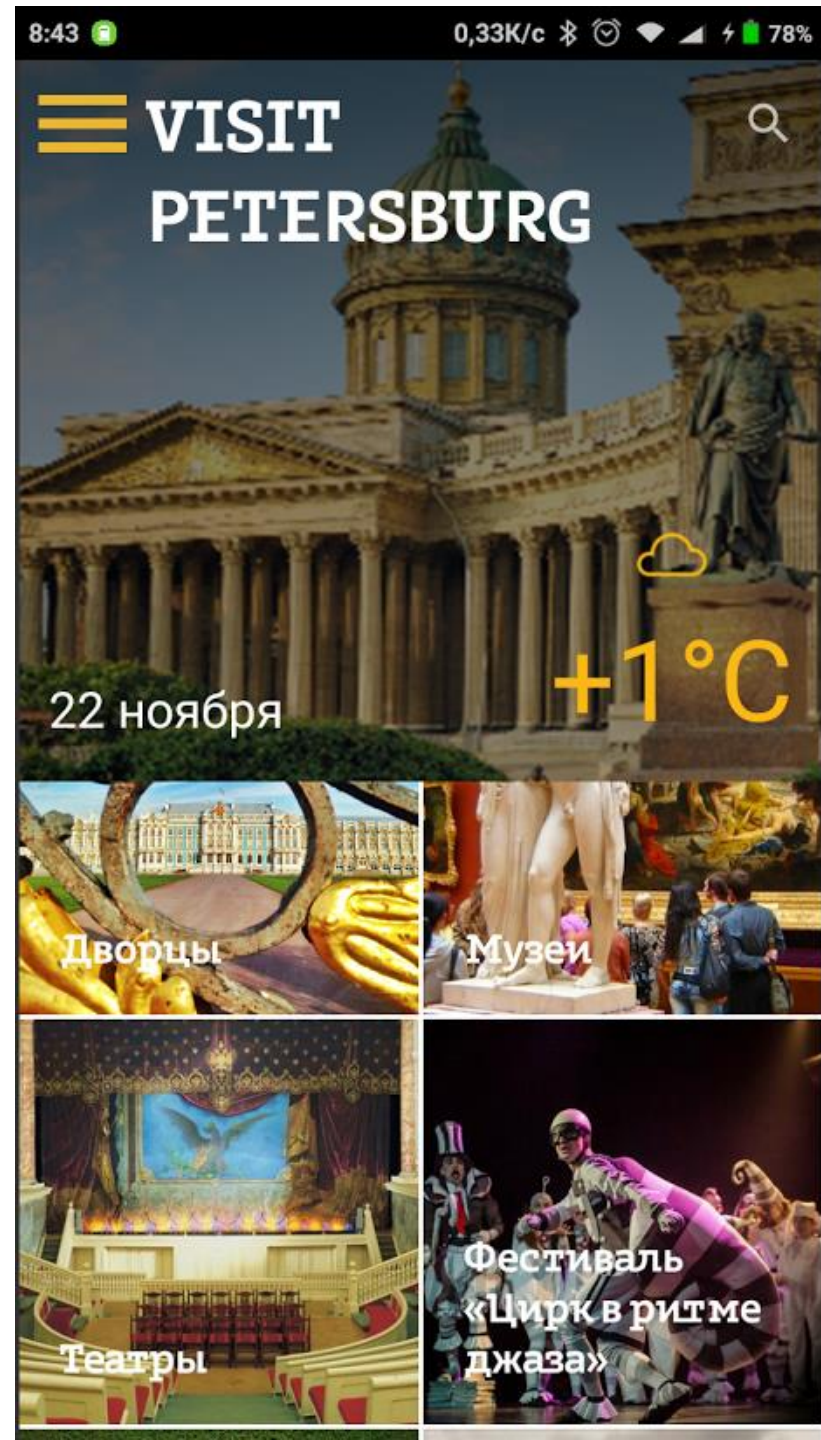 8:43 0,33K/c 78%
VISIT
PETERSBURG
22 ноября
+1°C
Дворцы
Музеи
Театры
Фестиваль
«Цирк в ритме
джаза»